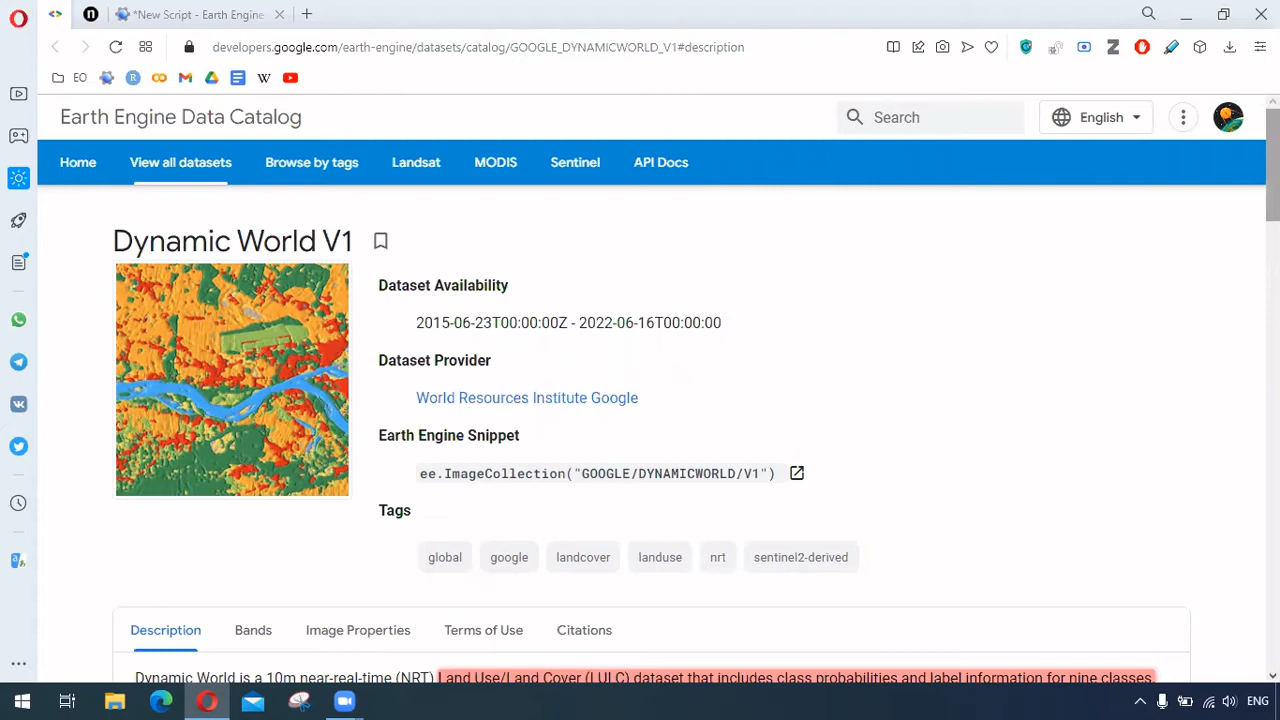 *New Script - Earth Engine
developers.google.com/earth-engine/datasets/catalog/GOOGLE_DYNAMICWORLD_V1#description
EO
Earth Engine Data Catalog
Search
English
Home
View all datasets
Browse by tags
Landsat
MODIS
Sentinel
API Docs
Dynamic World V1
Dataset Availability
2015-06-23T00:00:00Z - 2022-06-16T00:00:00
Dataset Provider
World Resources Institute Google
Earth Engine Snippet
ee.ImageCollection("GOOGLE/DYNAMICWORLD/V1")
Tags
global
google
landcover
landuse
nrt
sentinel2-derived
Description
Bands
Image Properties
Terms of Use
Citations
Dynamic World is a 10m near-real-time (NRT) Land Use/Land Cover (LULC) dataset that includes class probabilities and label information for nine classes
ENG